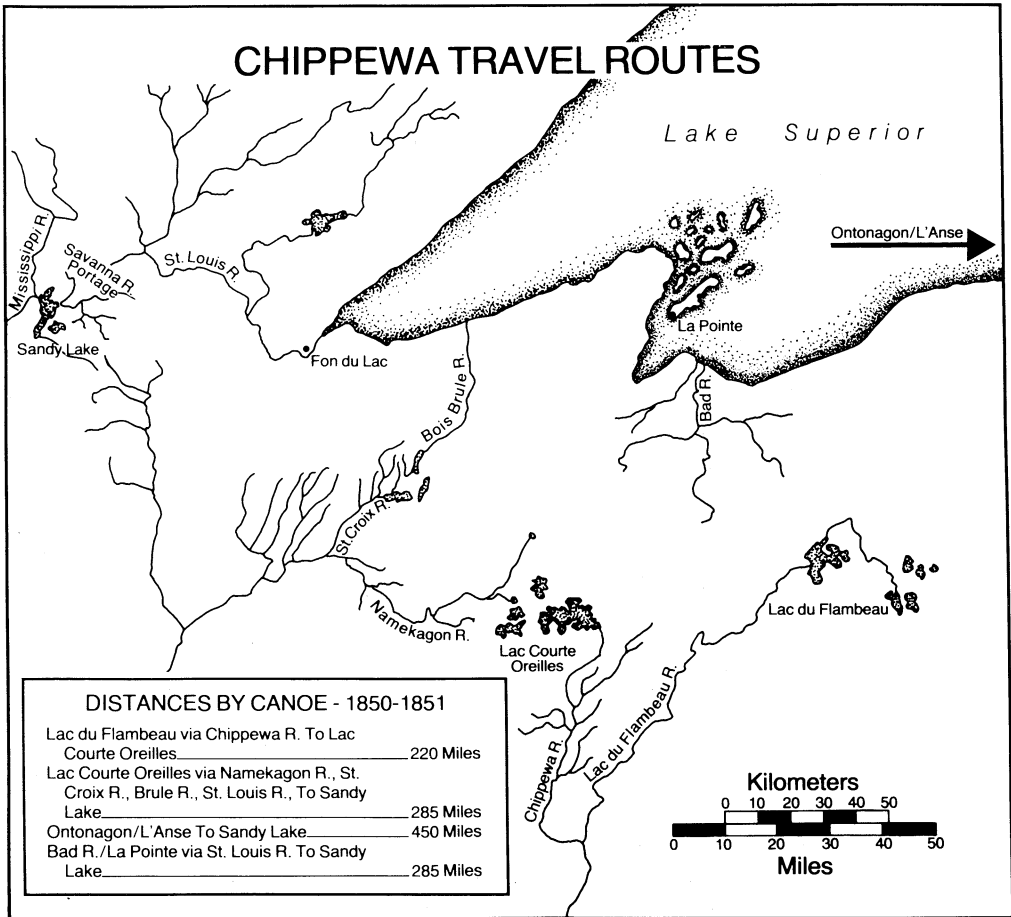 CHIPPEWA TRAVEL ROUTES
Lake Superior
Ontonagon/L'Anse
Mississippi R.
Savanna R.
Portage
St. Louis R.
Sandy Lake
Fon du Lac
La Pointe
Bois Brule R.
Bad R.
St. Croix R.
Namekagon R.
Lac Courte
Oreilles
Lac du Flambeau
Chippewa R.
Lac du Flambeau R.
DISTANCES BY CANOE - 1850-1851
Lac du Flambeau via Chippewa R. To Lac
Courte Oreilles 220 Miles
Lac Courte Oreilles via Namekagon R., St.
Croix R., Brule R., St. Louis R., To Sandy
Lake 285 Miles
Ontonagon/L'Anse To Sandy Lake 450 Miles
Bad R./La Pointe via St. Louis R. To Sandy
Lake 285 Miles
Kilometers
0 10 20 30 40 50
0 10 20 30 40 50
Miles